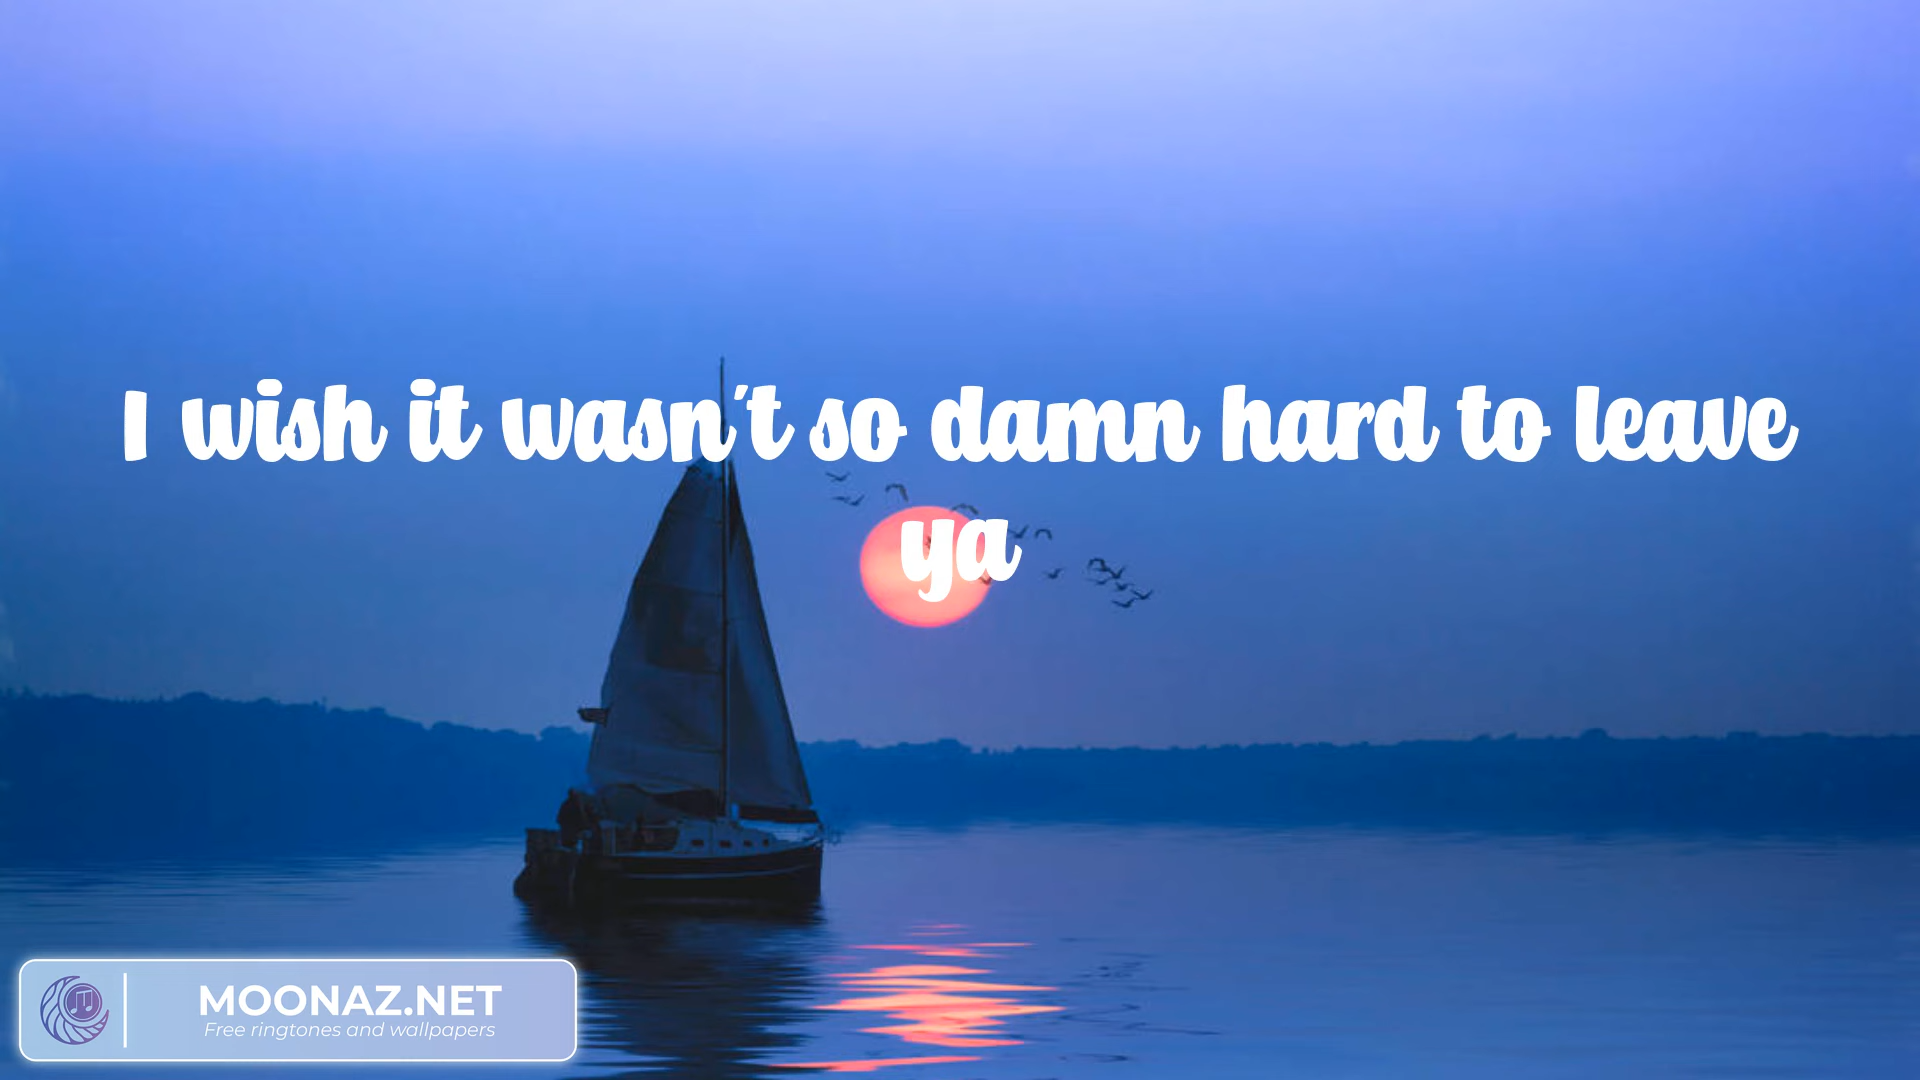 I wish it wasn't so damn hard to leave
ya
MOONAZ.NET
Free ringtones and wallpapers